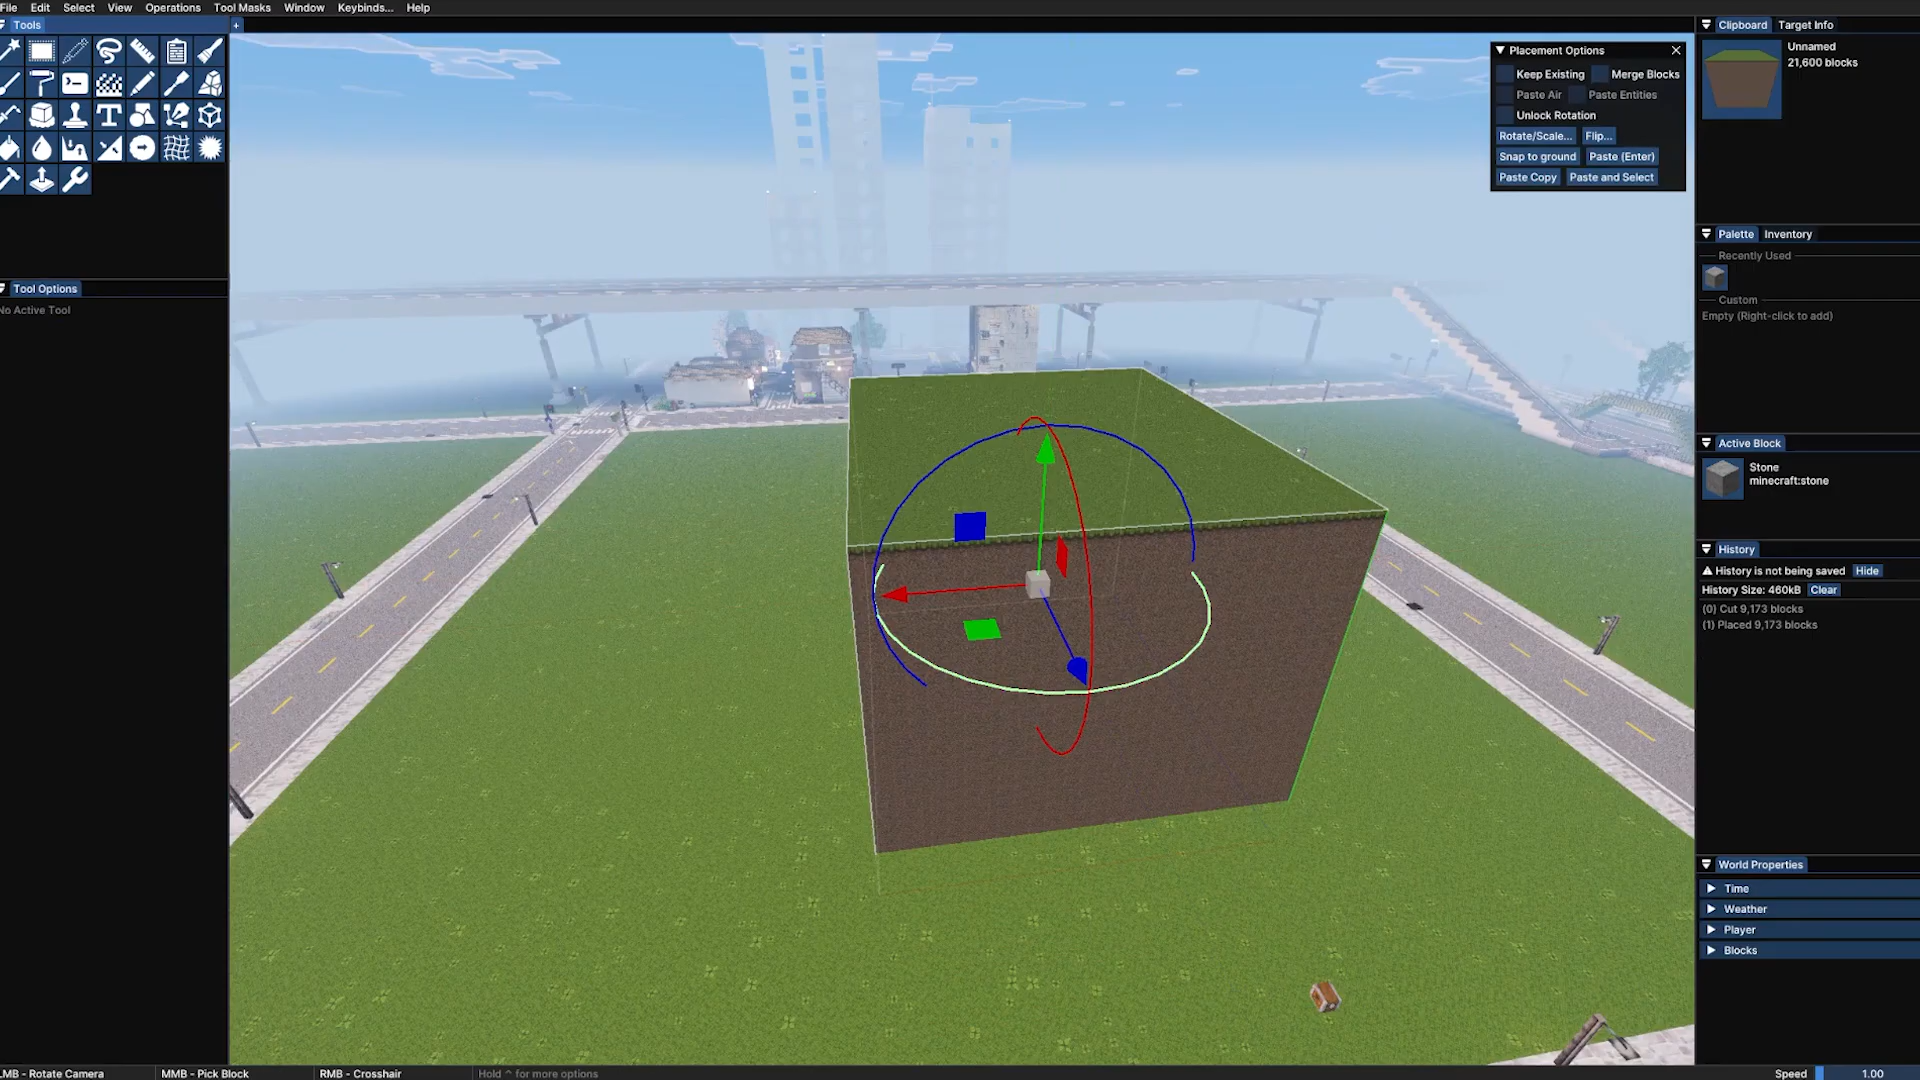 File Edit Select View Operations Tool Masks Window Keybinds... Help
Tools
+
Tool Options
No Active Tool
Placement Options
Keep Existing Merge Blocks
Paste Air Paste Entities
Unlock Rotation
Rotate/Scale... Flip...
Snap to ground Paste (Enter)
Paste Copy Paste and Select
Clipboard Target Info
Unnamed
21,600 blocks
Palette Inventory
Recently Used
Custom
Empty (Right-click to add)
Active Block
Stone
minecraft:stone
History
History is not being saved Hide
History Size: 460kB Clear
(0) Cut 9,173 blocks
(1) Placed 9,173 blocks
World Properties
Time
Weather
Player
Blocks
LMB - Rotate Camera MMB - Pick Block RMB - Crosshair Hold ^ for more options
Speed 1.00